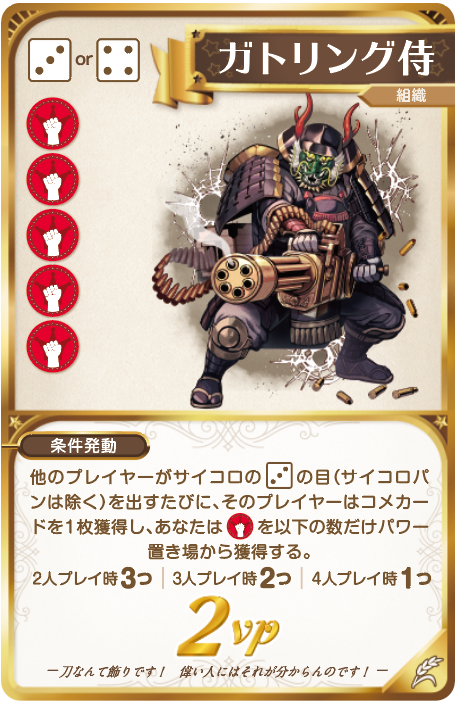 or
ガトリング侍
組織
条件発動
他のプレイヤーがサイコロの の目(サイコロパ
ンは除く)を出すたびに、そのプレイヤーはコメカー
ドを1枚獲得し、あなたは を以下の数だけパワー
置き場から獲得する。
2人プレイ時3つ | 3人プレイ時2つ | 4人プレイ時1つ
2vp
ー刀なんて飾りです! 偉い人にはそれが分からんのです!ー